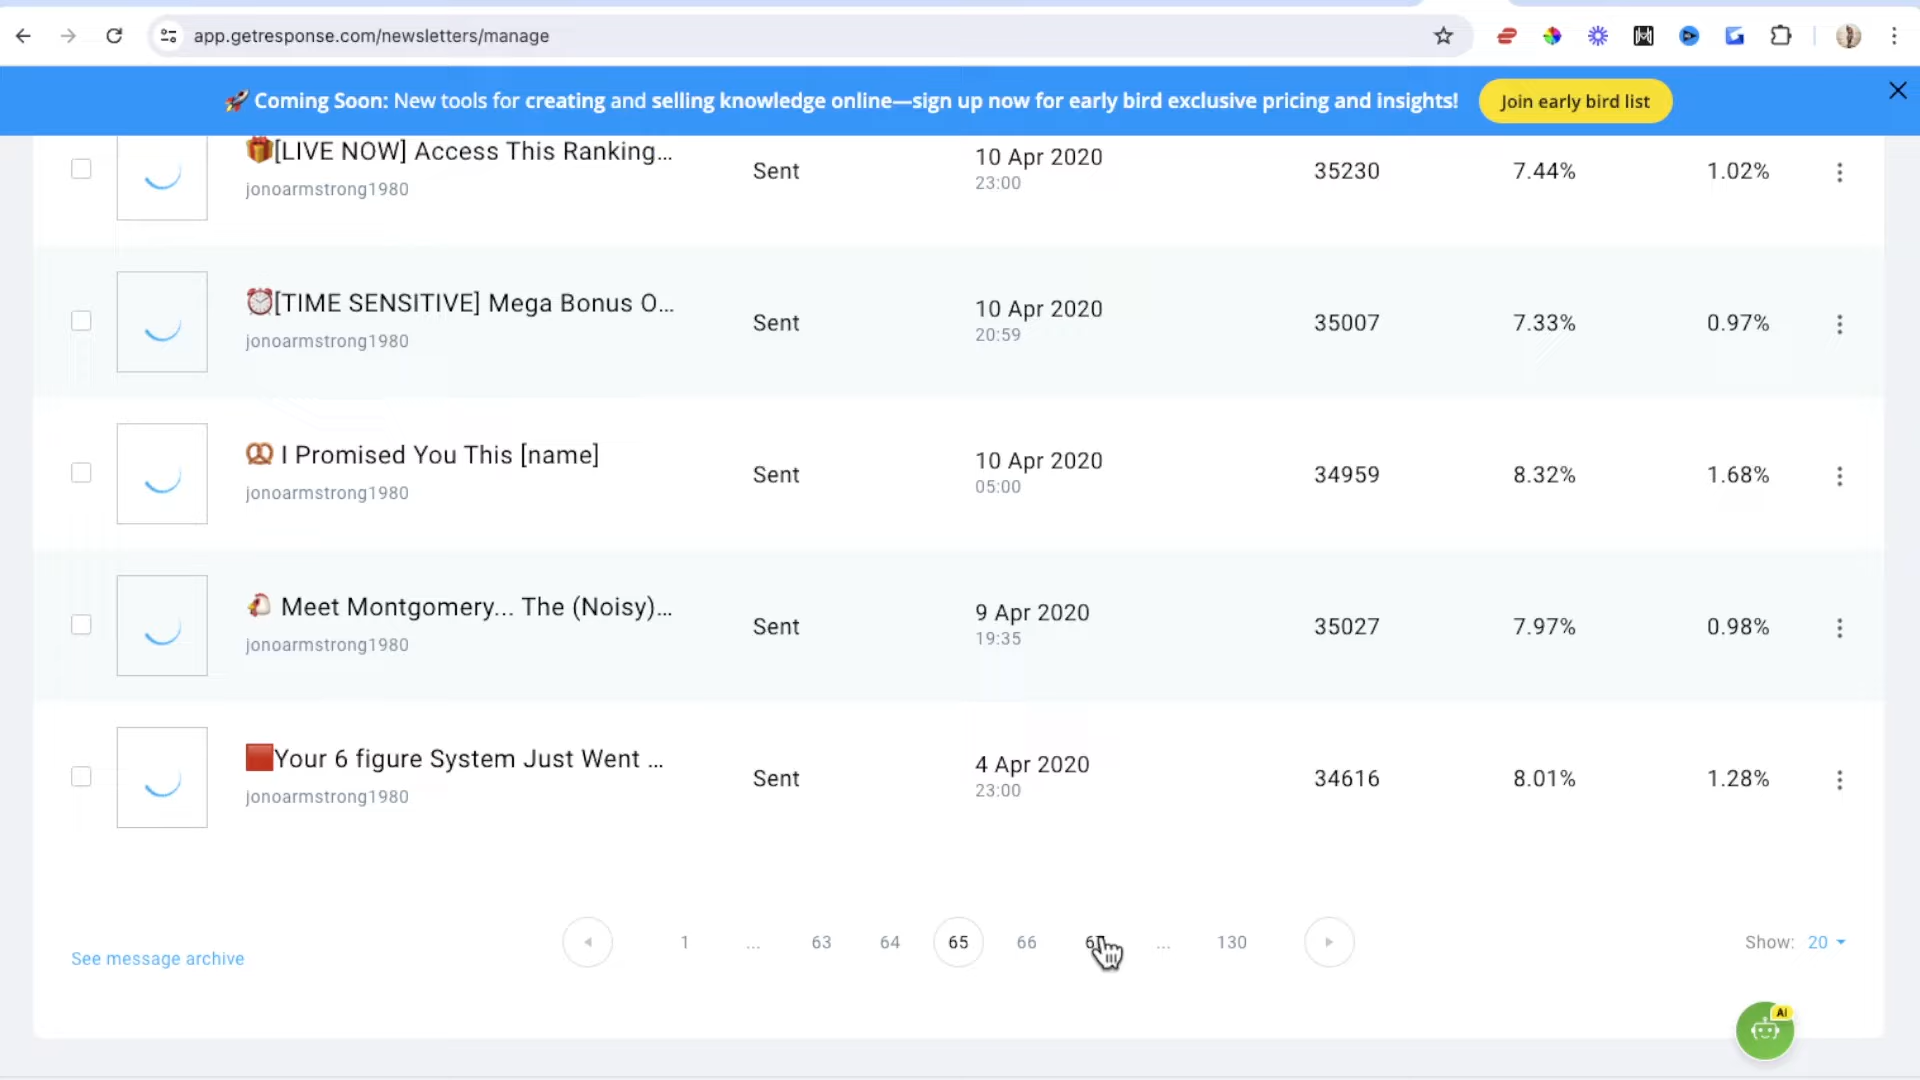 app.getresponse.com/newsletters/manage
🚀 Coming Soon: New tools for creating and selling knowledge online—sign up now for early bird exclusive pricing and insights!
Join early bird list
🎁[LIVE NOW] Access This Ranking...
jonoarmstrong1980
Sent
10 Apr 2020
23:00
35230
7.44%
1.02%
⏰[TIME SENSITIVE] Mega Bonus O...
jonoarmstrong1980
Sent
10 Apr 2020
20:59
35007
7.33%
0.97%
🥨 I Promised You This [name]
jonoarmstrong1980
Sent
10 Apr 2020
05:00
34959
8.32%
1.68%
🐔 Meet Montgomery... The (Noisy)...
jonoarmstrong1980
Sent
9 Apr 2020
19:35
35027
7.97%
0.98%
🟥Your 6 figure System Just Went ...
jonoarmstrong1980
Sent
4 Apr 2020
23:00
34616
8.01%
1.28%
See message archive
1 ... 63 64 65 66 ... 130
Show: 20
AI